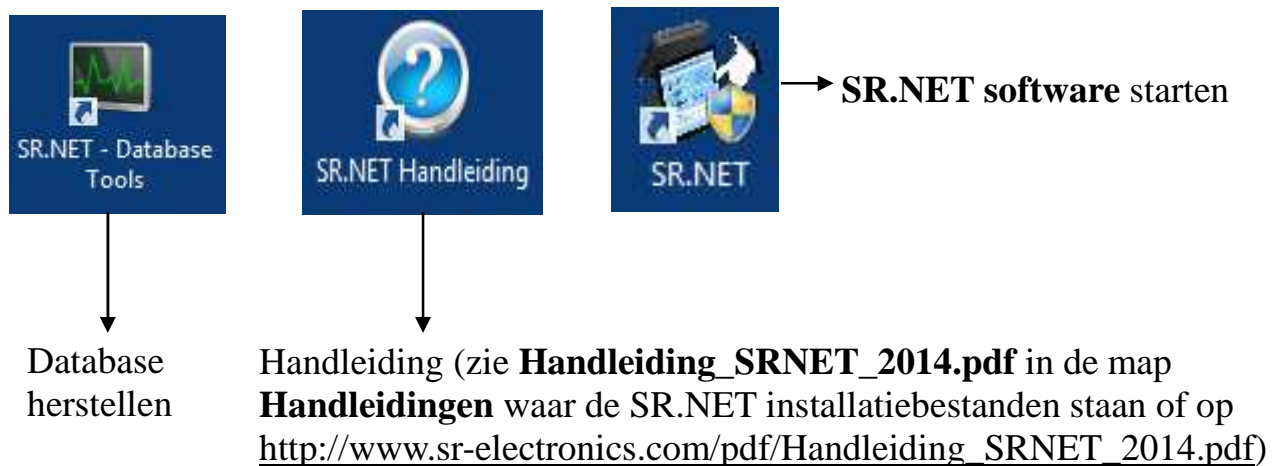 SR.NET - Database
Tools
SR.NET Handleiding
SR.NET
SR.NET software starten
Database
herstellen
Handleiding (zie Handleiding_SRNET_2014.pdf in de map
Handleidingen waar de SR.NET installatiebestanden staan of op
http://www.sr-electronics.com/pdf/Handleiding_SRNET_2014.pdf)